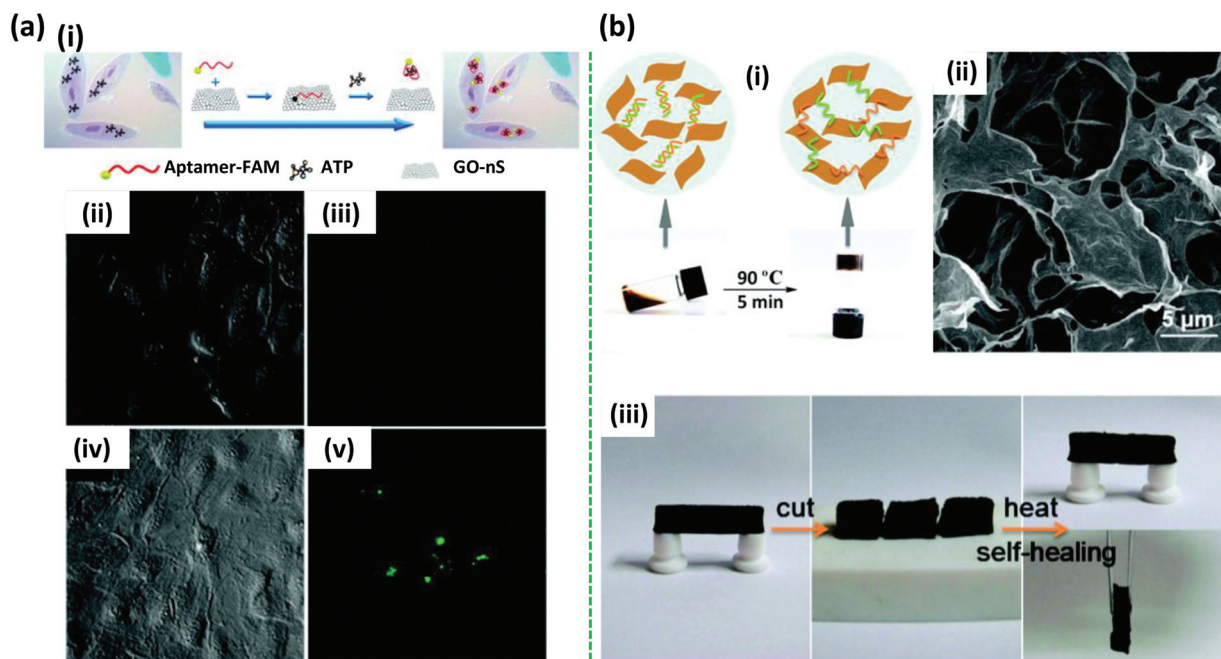 (a)
(i)
Aptamer-FAM
ATP
GO-nS
(ii)
(iii)
(iv)
(v)
(b)
(i)
90 °C
5 min
(ii)
5 µm
(iii)
cut
heat
self-healing